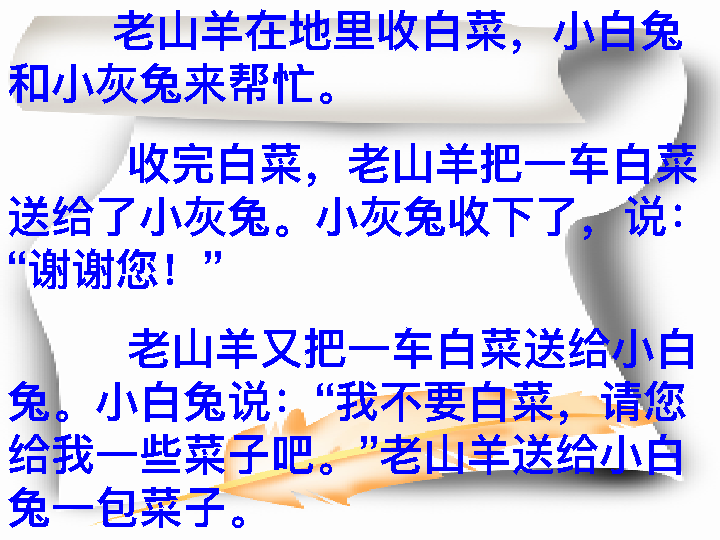 老山羊在地里收白菜，小白兔
和小灰兔来帮忙。
收完白菜，老山羊把一车白菜
送给了小灰兔。小灰兔收下了，说：
“谢谢您！”
老山羊又把一车白菜送给小白
兔。小白兔说：“我不要白菜，请您
给我一些菜子吧。”老山羊送给小白
兔一包菜子。